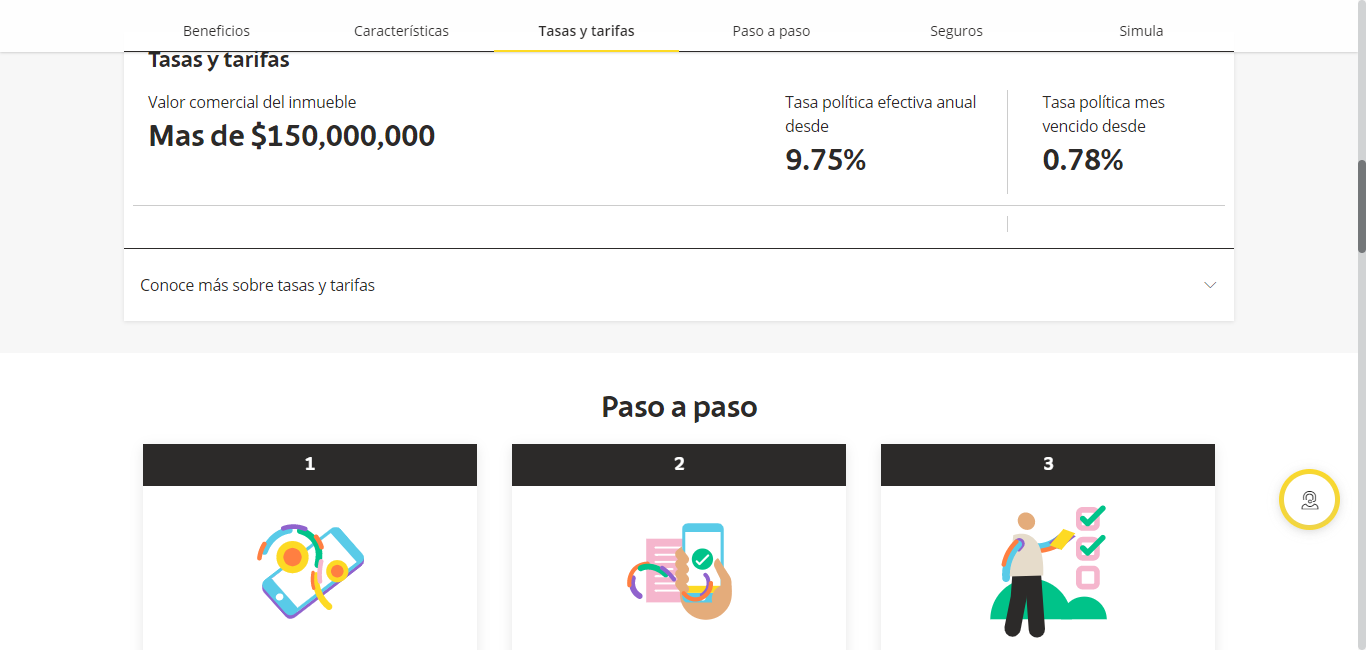 Beneficios
Características
Tasas y tarifas
Paso a paso
Seguros
Simula
Tasas y tarifas
Valor comercial del inmueble
Mas de $150,000,000
Tasa política efectiva anual
desde
9.75%
Tasa política mes
vencido desde
0.78%
Conoce más sobre tasas y tarifas
Paso a paso
1
2
3